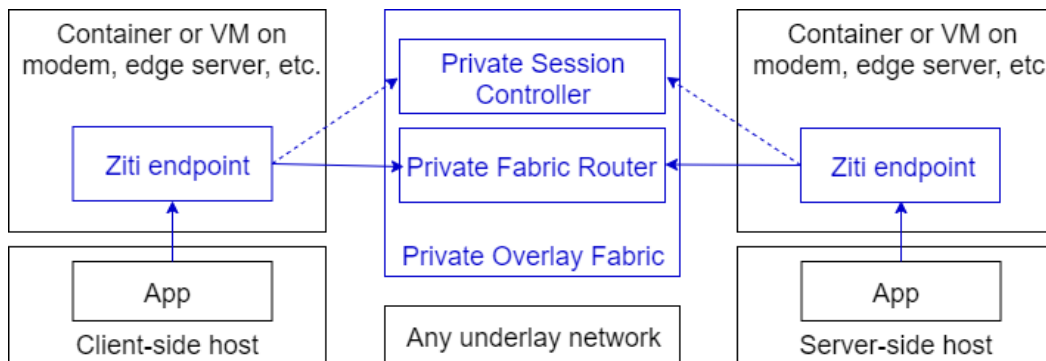 Container or VM on
modem, edge server, etc.
Ziti endpoint
App
Client-side host
Private Session
Controller
Private Fabric Router
Private Overlay Fabric
Any underlay network
Container or VM on
modem, edge server, etc
Ziti endpoint
App
Server-side host